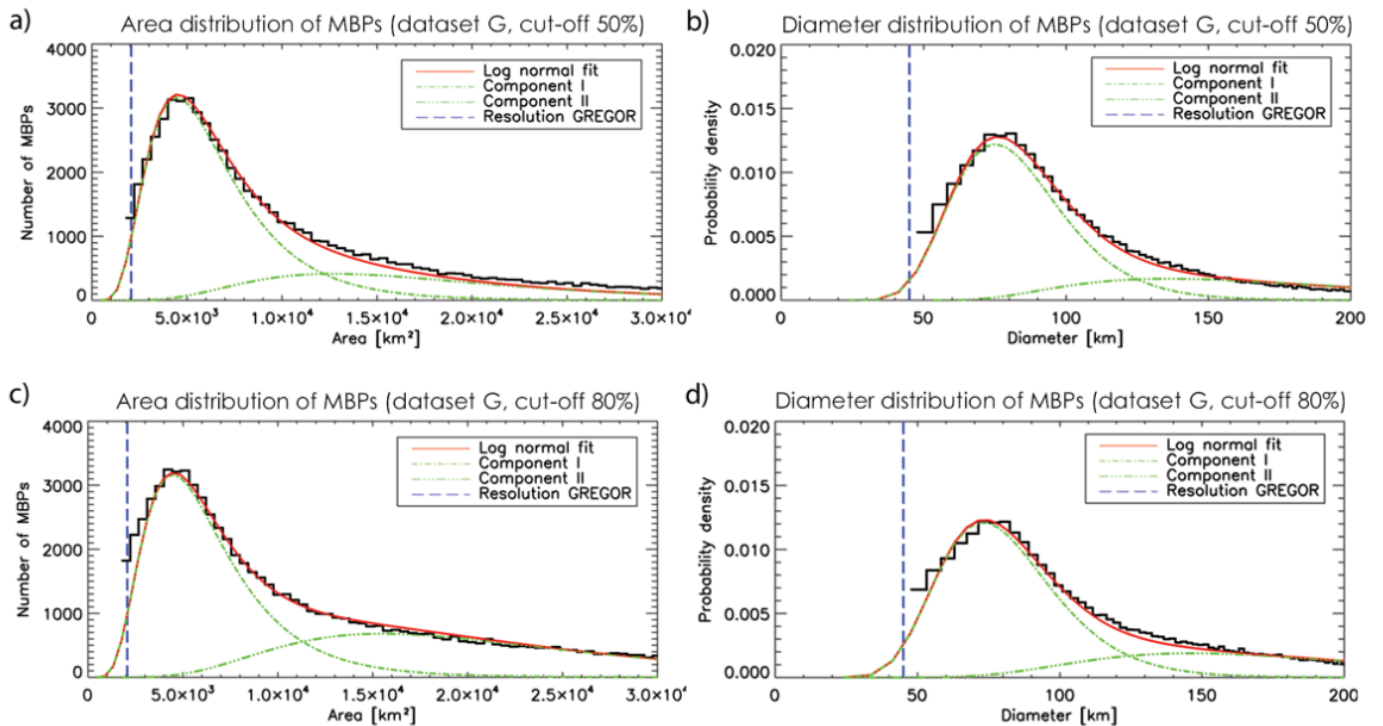 a)
Area distribution of MBPs (dataset G, cut-off 50%)
4000
3000
2000
1000
0
Number of MBPs
Log normal fit
Component I
Component II
Resolution GREGOR
0 5.0×10³ 1.0×10⁴ 1.5×10⁴ 2.0×10⁴ 2.5×10⁴ 3.0×10⁴
Area [km²]
b)
Diameter distribution of MBPs (dataset G, cut-off 50%)
0.020
0.015
0.010
0.005
0.000
Probability density
Log normal fit
Component I
Component II
Resolution GREGOR
0 50 100 150 200
Diameter [km]
c)
Area distribution of MBPs (dataset G, cut-off 80%)
4000
3000
2000
1000
0
Number of MBPs
Log normal fit
Component I
Component II
Resolution GREGOR
0 5.0×10³ 1.0×10⁴ 1.5×10⁴ 2.0×10⁴ 2.5×10⁴ 3.0×10⁴
Area [km²]
d)
Diameter distribution of MBPs (dataset G, cut-off 80%)
0.020
0.015
0.010
0.005
0.000
Probability density
Log normal fit
Component I
Component II
Resolution GREGOR
0 50 100 150 200
Diameter [km]